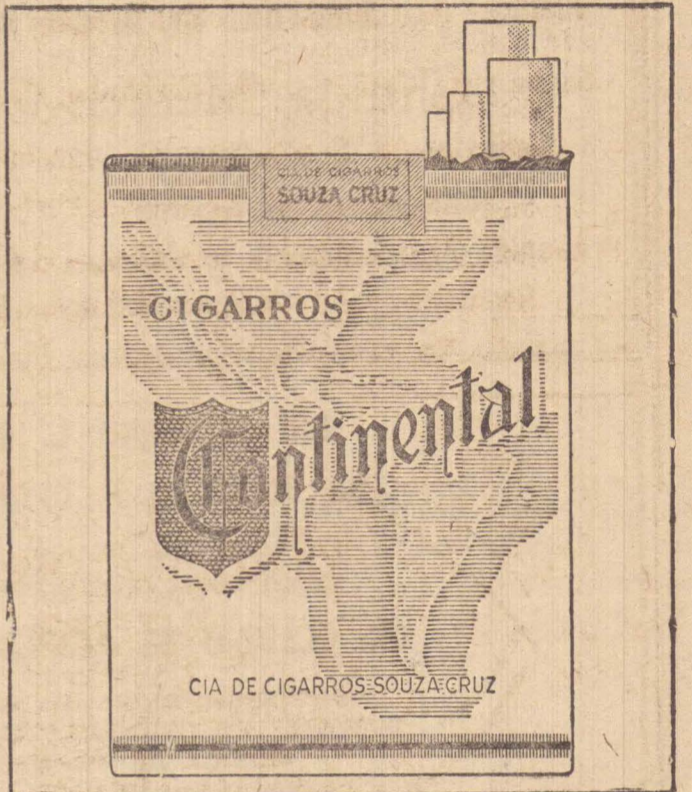 CIA DE CIGARROS
SOUZA CRUZ
CIGARROS
Continental
CIA DE CIGARROS SOUZA CRUZ